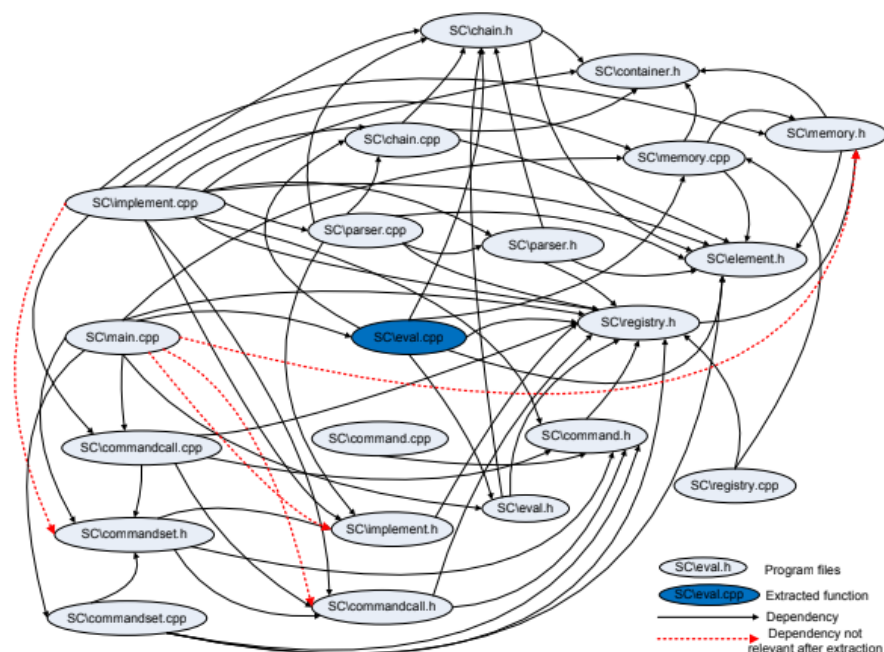 SC\chain.h
SC\container.h
SC\memory.h
SC\chain.cpp
SC\memory.cpp
SC\implement.cpp
SC\parser.cpp
SC\parser.h
SC\element.h
SC\main.cpp
SC\eval.cpp
SC\registry.h
SC\commandcall.cpp
SC\command.cpp
SC\command.h
SC\registry.cpp
SC\eval.h
SC\commandset.h
SC\implement.h
SC\commandset.cpp
SC\commandcall.h
SC\eval.h Program files
SC\eval.cpp Extracted function
Dependency
Dependency not
relevant after extraction